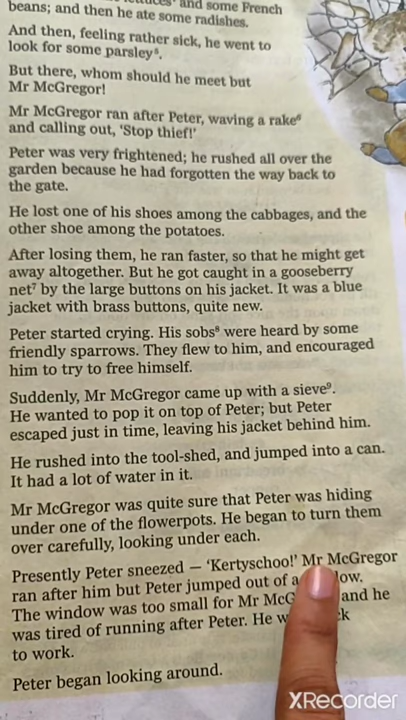 beans; and then he ate some radishes.
And then, feeling rather sick, he went to
look for some parsley⁵.
But there, whom should he meet but
Mr McGregor!
Mr McGregor ran after Peter, waving a rake⁶
and calling out, ‘Stop thief!’
Peter was very frightened; he rushed all over the
garden because he had forgotten the way back to
the gate.
He lost one of his shoes among the cabbages, and the
other shoe among the potatoes.
After losing them, he ran faster, so that he might get
away altogether. But he got caught in a gooseberry
net⁷ by the large buttons on his jacket. It was a blue
jacket with brass buttons, quite new.
Peter started crying. His sobs⁸ were heard by some
friendly sparrows. They flew to him, and encouraged
him to try to free himself.
Suddenly, Mr McGregor came up with a sieve⁹.
He wanted to pop it on top of Peter; but Peter
escaped just in time, leaving his jacket behind him.
He rushed into the tool-shed, and jumped into a can.
It had a lot of water in it.
Mr McGregor was quite sure that Peter was hiding
under one of the flowerpots. He began to turn them
over carefully, looking under each.
Presently Peter sneezed — ‘Kertyschoo!’ Mr McGregor
ran after him but Peter jumped out of a
The window was too small for Mr and he
was tired of running after Peter. He
to work.
Peter began looking around.
XRecorder